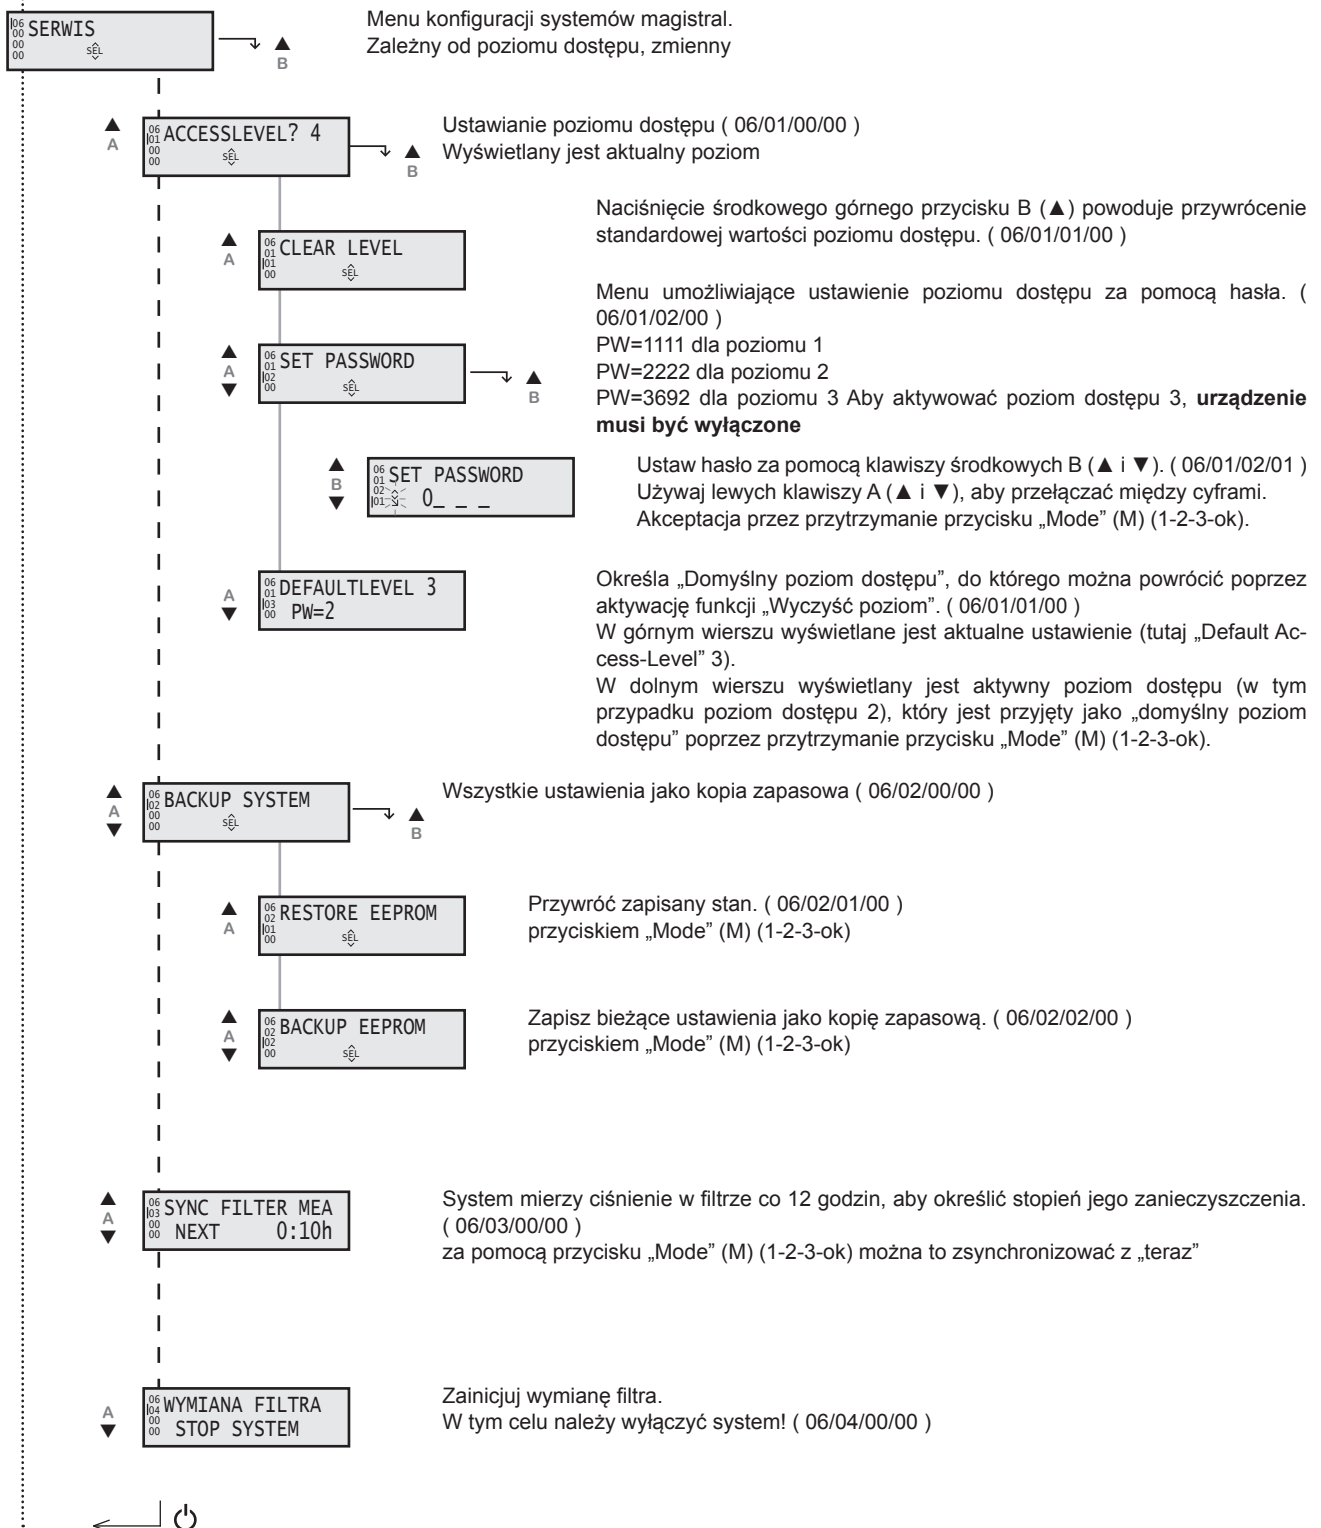 06
00
00
00
SERWIS
SEL
▲
B
Menu konfiguracji systemów magistral.
Zależny od poziomu dostępu, zmienny
▲
A
06
01
00
00
ACCESSLEVEL? 4
SEL
▲
B
Ustawianie poziomu dostępu ( 06/01/00/00 )
Wyświetlany jest aktualny poziom
▲
A
06
01
01
00
CLEAR LEVEL
SEL
Naciśnięcie środkowego górnego przycisku B (▲) powoduje przywrócenie
standardowej wartości poziomu dostępu. ( 06/01/01/00 )
▲
A
▼
06
01
02
00
SET PASSWORD
SEL
▲
B
Menu umożliwiające ustawienie poziomu dostępu za pomocą hasła. (
06/01/02/00 )
PW=1111 dla poziomu 1
PW=2222 dla poziomu 2
PW=3692 dla poziomu 3 Aby aktywować poziom dostępu 3, urządzenie
musi być wyłączone
▲
B
▼
06
01
02
01
SET PASSWORD
0_ _ _
Ustaw hasło za pomocą klawiszy środkowych B (▲ i ▼). ( 06/01/02/01 )
Używaj lewych klawiszy A (▲ i ▼), aby przełączać między cyframi.
Akceptacja przez przytrzymanie przycisku „Mode” (M) (1-2-3-ok).
A
▼
06
01
03
00
DEFAULTLEVEL 3
PW=2
Określa „Domyślny poziom dostępu”, do którego można powrócić poprzez
aktywację funkcji „Wyczyść poziom”. ( 06/01/01/00 )
W górnym wierszu wyświetlane jest aktualne ustawienie (tutaj „Default Ac-
cess-Level” 3).
W dolnym wierszu wyświetlany jest aktywny poziom dostępu (w tym
przypadku poziom dostępu 2), który jest przyjęty jako „domyślny poziom
dostępu” poprzez przytrzymanie przycisku „Mode” (M) (1-2-3-ok).
▲
A
▼
06
02
00
00
BACKUP SYSTEM
SEL
▲
B
Wszystkie ustawienia jako kopia zapasowa ( 06/02/00/00 )
▲
A
06
02
01
00
RESTORE EEPROM
SEL
Przywróć zapisany stan. ( 06/02/01/00 )
przyciskiem „Mode” (M) (1-2-3-ok)
▲
A
▼
06
02
02
00
BACKUP EEPROM
SEL
Zapisz bieżące ustawienia jako kopię zapasową. ( 06/02/02/00 )
przyciskiem „Mode” (M) (1-2-3-ok)
▲
A
▼
06
03
00
00
SYNC FILTER MEA
NEXT 0:10h
System mierzy ciśnienie w filtrze co 12 godzin, aby określić stopień jego zanieczyszczenia.
( 06/03/00/00 )
za pomocą przycisku „Mode” (M) (1-2-3-ok) można to zsynchronizować z „teraz”
A
▼
06
04
00
00
WYMIANA FILTRA
STOP SYSTEM
Zainicjuj wymianę filtra.
W tym celu należy wyłączyć system! ( 06/04/00/00 )